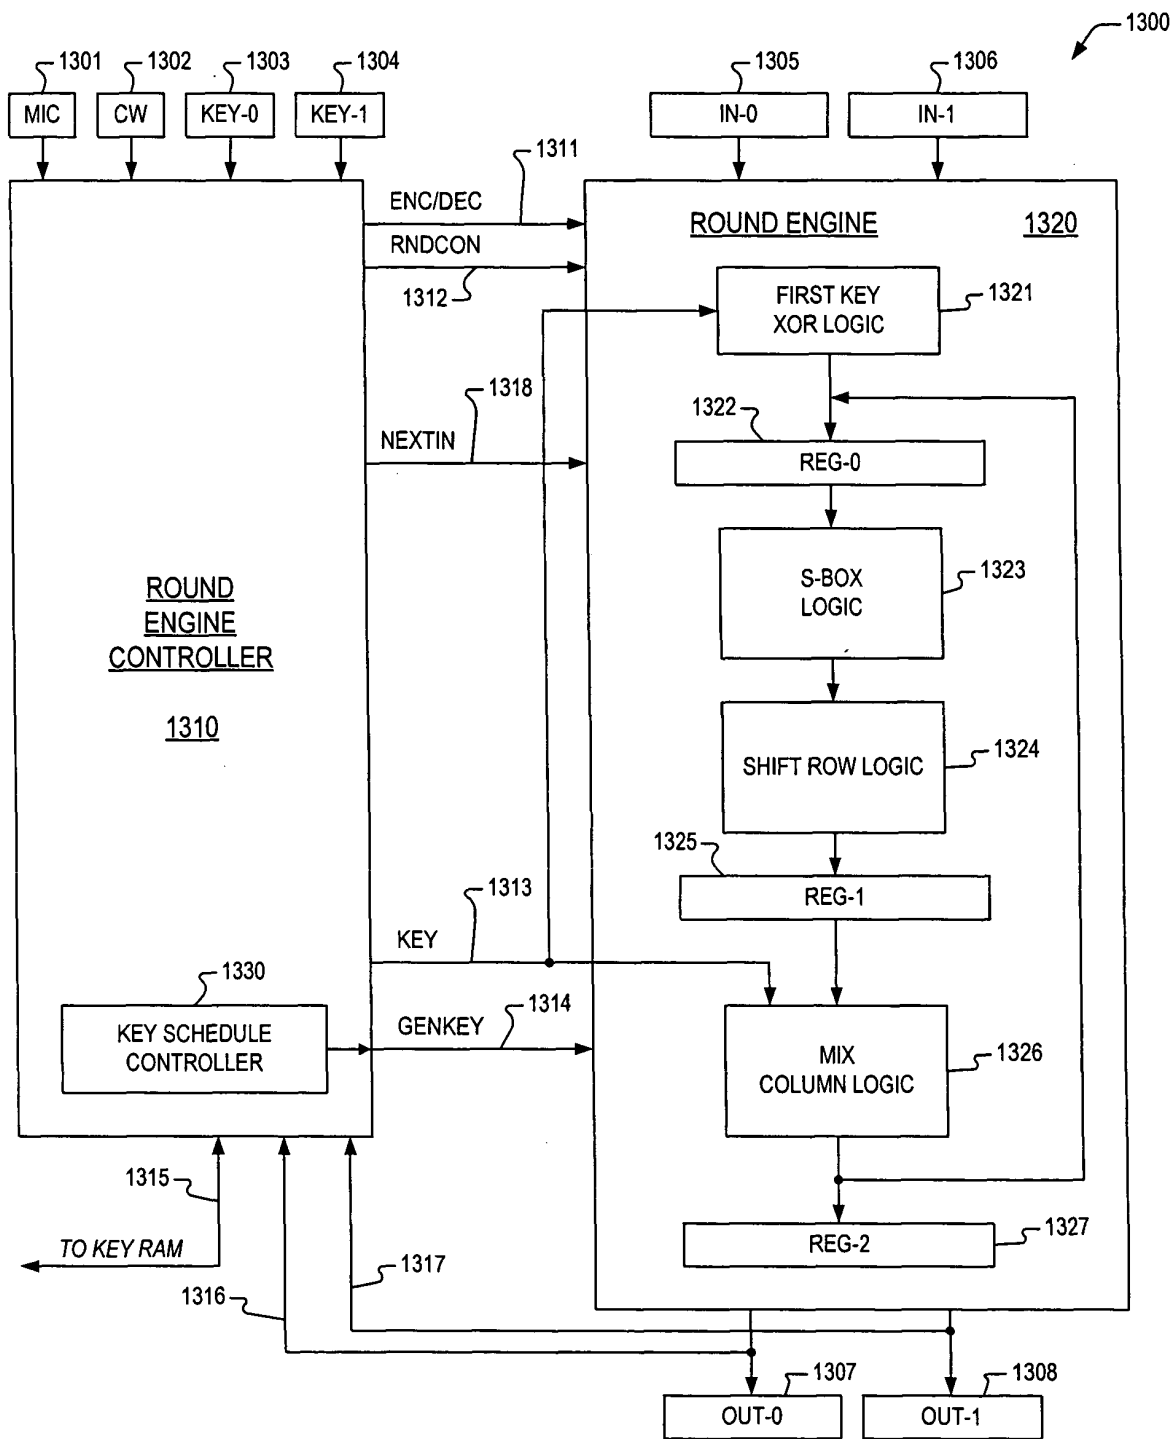 1300
1301
1302
1303
1304
1305
1306
MIC
CW
KEY-0
KEY-1
IN-0
IN-1
1311
ENC/DEC
RNDCON
1312
ROUND ENGINE
1320
FIRST KEY
XOR LOGIC
1321
1318
NEXTIN
1322
REG-0
S-BOX
LOGIC
1323
ROUND
ENGINE
CONTROLLER
1310
SHIFT ROW LOGIC
1324
1325
REG-1
1313
KEY
1330
KEY SCHEDULE
CONTROLLER
1314
GENKEY
MIX
COLUMN LOGIC
1326
1315
TO KEY RAM
1317
1316
REG-2
1327
1307
1308
OUT-0
OUT-1